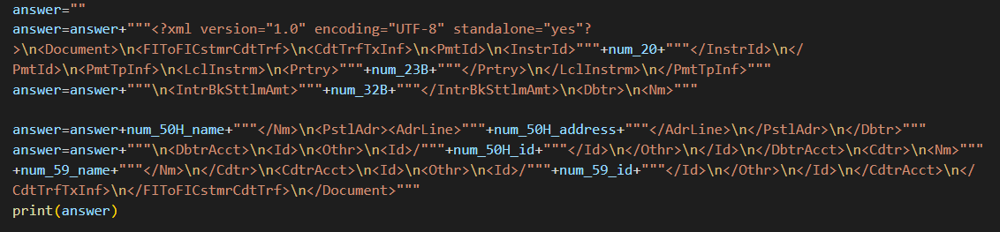 answer=""
answer=answer+"""<?xml version="1.0" encoding="UTF-8" standalone="yes"?
>\n<Document>\n<FIToFICstmrCdtTrf>\n<CdtTrfTxInf>\n<PmtId>\n<InstrId>"""+num_20+"""</InstrId>\n</
PmtId>\n<PmtTpInf>\n<LclInstrm>\n<Prtry>"""+num_23B+"""</Prtry>\n</LclInstrm>\n</PmtTpInf>"""
answer=answer+"""\n<IntrBkSttlmAmt>"""+num_32B+"""</IntrBkSttlmAmt>\n<Dbtr>\n<Nm>"""
answer=answer+num_50H_name+"""</Nm>\n<PstlAdr><AdrLine>"""+num_50H_address+"""</AdrLine>\n</PstlAdr>\n</Dbtr>"""
answer=answer+"""\n<DbtrAcct>\n<Id>\n<Othr>\n<Id>/"""+num_50H_id+"""</Id>\n</Othr>\n</Id>\n</DbtrAcct>\n<Cdtr>\n<Nm>"""
+num_59_name+"""</Nm>\n</Cdtr>\n<CdtrAcct>\n<Id>\n<Othr>\n<Id>/"""+num_59_id+"""</Id>\n</Othr>\n</Id>\n</CdtrAcct>\n</
CdtTrfTxInf>\n</FIToFICstmrCdtTrf>\n</Document>"""
print(answer)